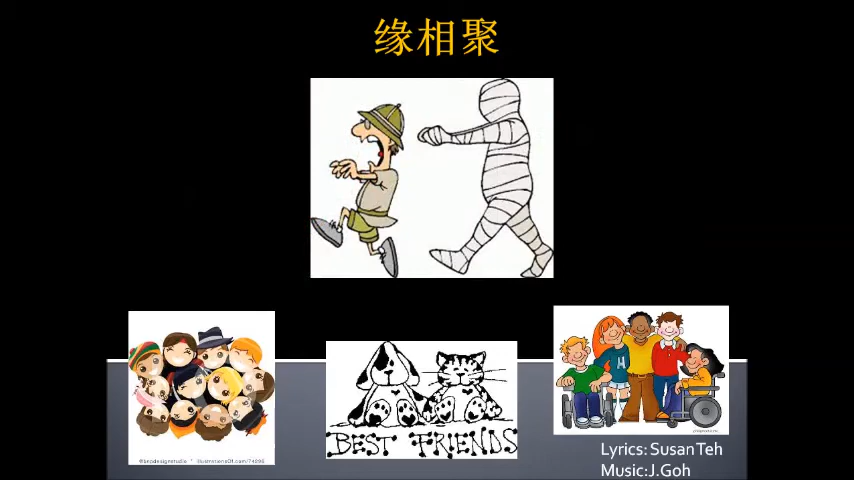 缘相聚
H
BEST FRIENDS
Lyrics: Susan Teh
Music:J.Goh